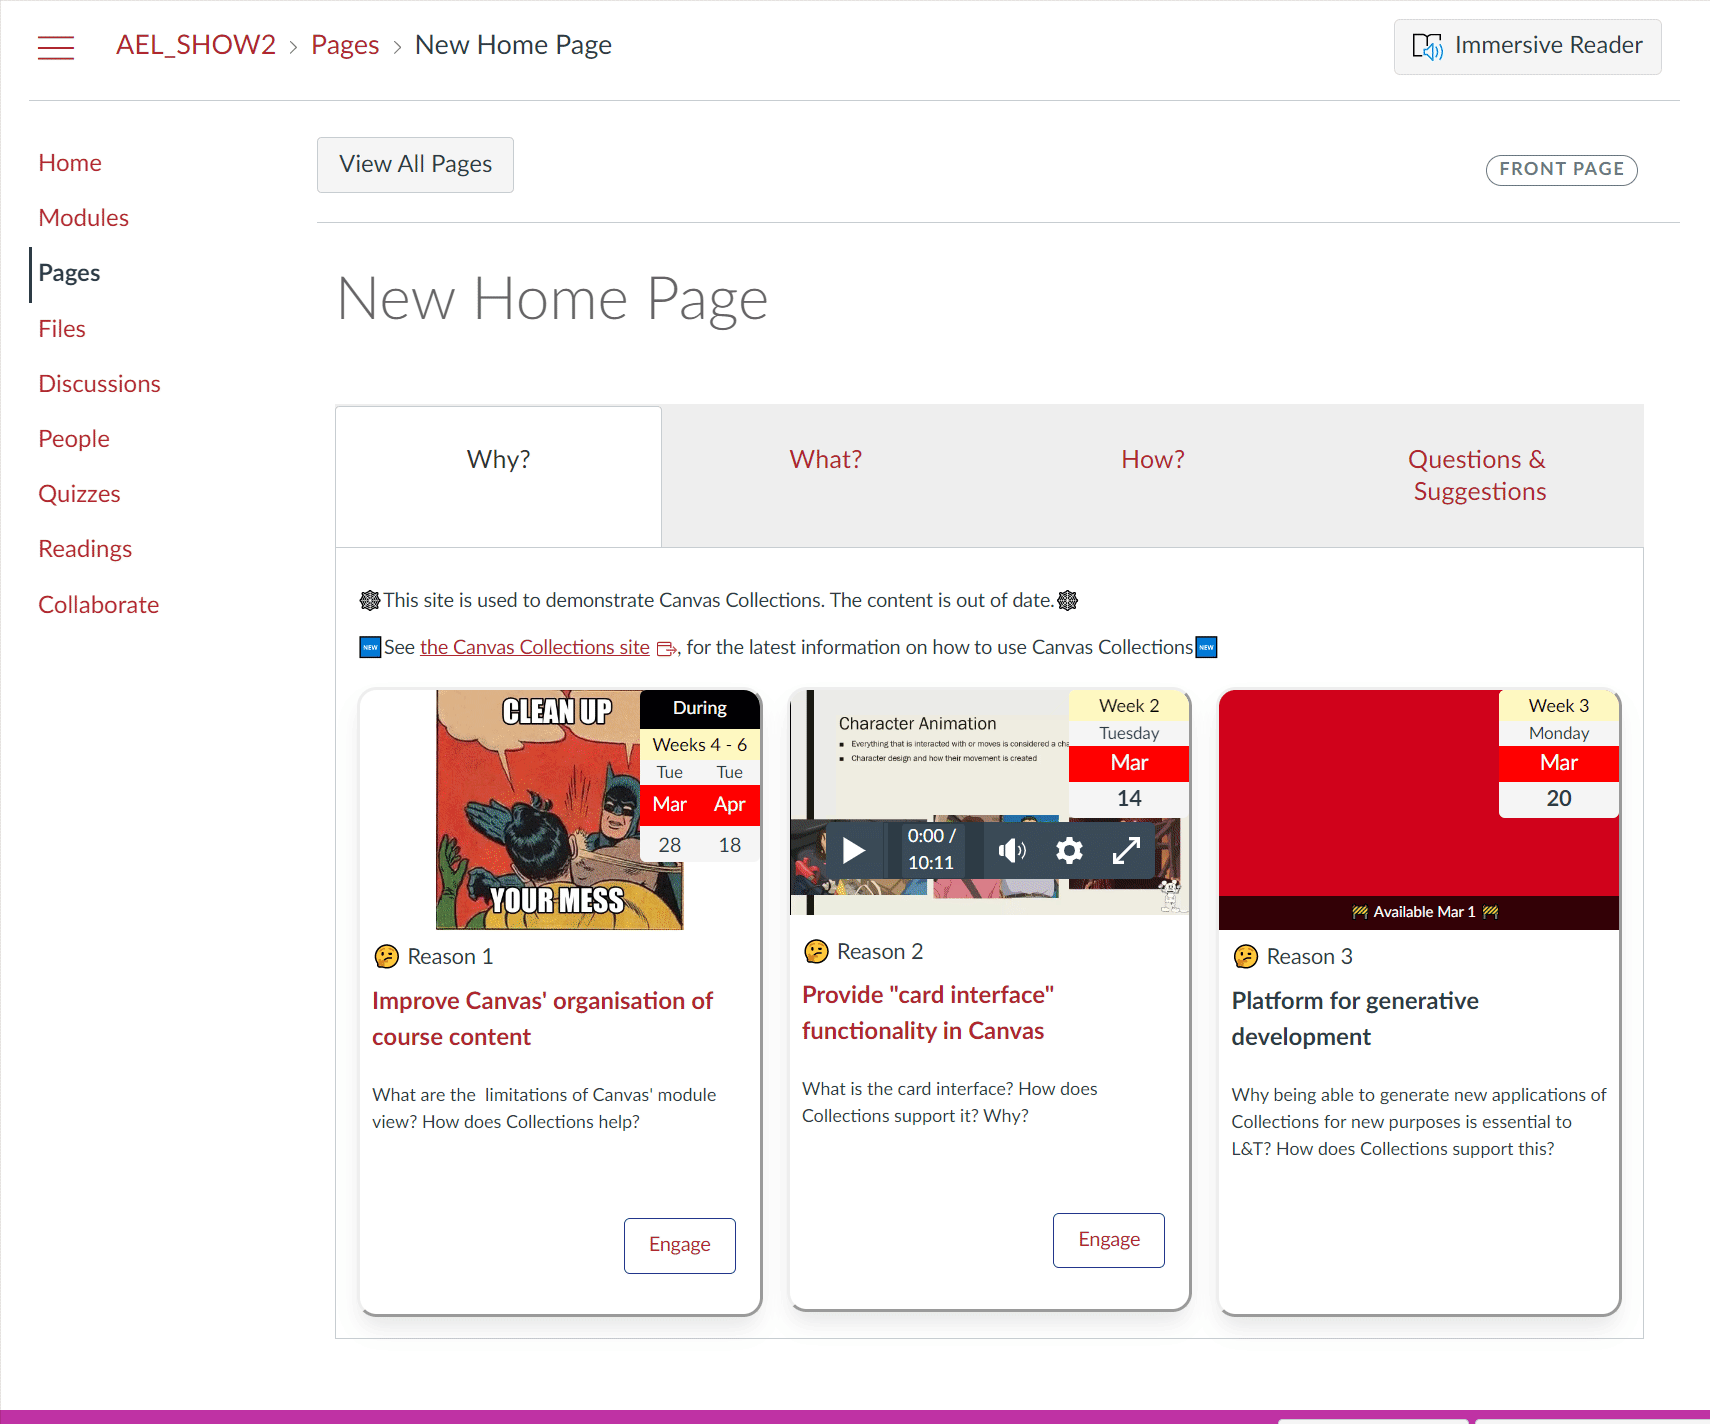 AEL_SHOW2 › Pages › New Home Page
Immersive Reader
Home
Modules
Pages
Files
Discussions
People
Quizzes
Readings
Collaborate
View All Pages
FRONT PAGE
New Home Page
Why?
What?
How?
Questions &
Suggestions
This site is used to demonstrate Canvas Collections. The content is out of date.
NEW See the Canvas Collections site, for the latest information on how to use Canvas Collections NEW
CLEAN UP
YOUR MESS
During
Weeks 4 - 6
Tue Tue
Mar Apr
28 18
Reason 1
Improve Canvas' organisation of
course content
What are the limitations of Canvas' module
view? How does Collections help?
Engage
Character Animation
Everything that is interacted with or moves is considered a cha
Character design and how their movement is created
Week 2
Tuesday
Mar
14
0:00 /
10:11
Reason 2
Provide "card interface"
functionality in Canvas
What is the card interface? How does
Collections support it? Why?
Engage
Week 3
Monday
Mar
20
Available Mar 1
Reason 3
Platform for generative
development
Why being able to generate new applications of
Collections for new purposes is essential to
L&T? How does Collections support this?